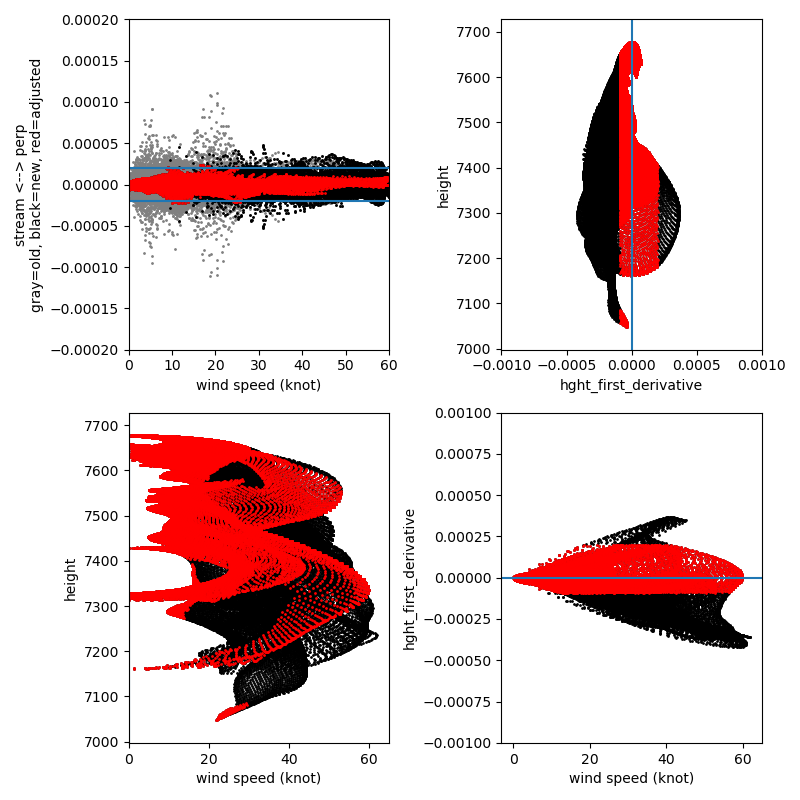 0.00020
0.00015
0.00010
0.00005
0.00000
−0.00005
−0.00010
−0.00015
−0.00020
stream <--> perp
gray=old, black=new, red=adjusted
0 10 20 30 40 50 60
wind speed (knot)
7700
7600
7500
7400
7300
7200
7100
7000
height
−0.0010 −0.0005 0.0000 0.0005 0.0010
hght_first_derivative
7700
7600
7500
7400
7300
7200
7100
7000
height
0 20 40 60
wind speed (knot)
0.00100
0.00075
0.00050
0.00025
0.00000
−0.00025
−0.00050
−0.00075
−0.00100
hght_first_derivative
0 20 40 60
wind speed (knot)